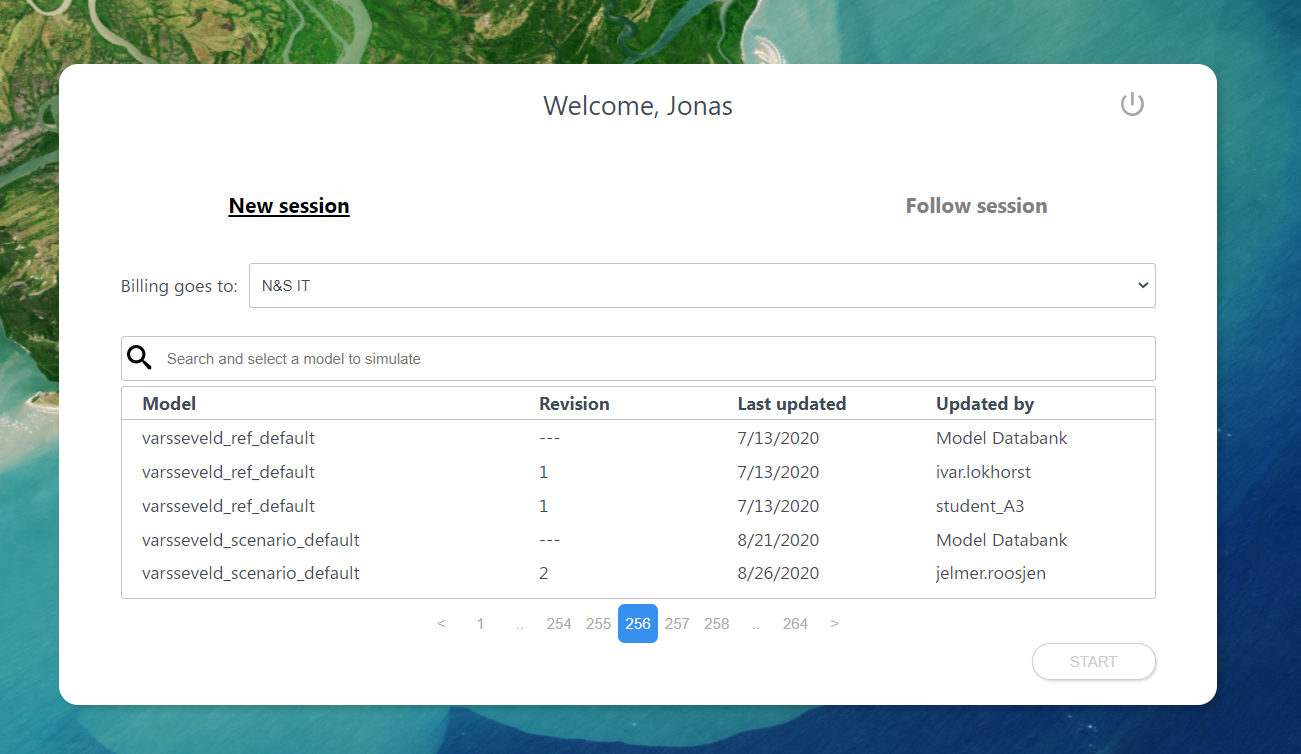 Welcome, Jonas
New session Follow session
Billing goes to: N&S IT
Search and select a model to simulate
Model Revision Last updated Updated by
varsseveld_ref_default --- 7/13/2020 Model Databank
varsseveld_ref_default 1 7/13/2020 ivar.lokhorst
varsseveld_ref_default 1 7/13/2020 student_A3
varsseveld_scenario_default --- 8/21/2020 Model Databank
varsseveld_scenario_default 2 8/26/2020 jelmer.roosjen
< 1 .. 254 255 256 257 258 .. 264 >
START